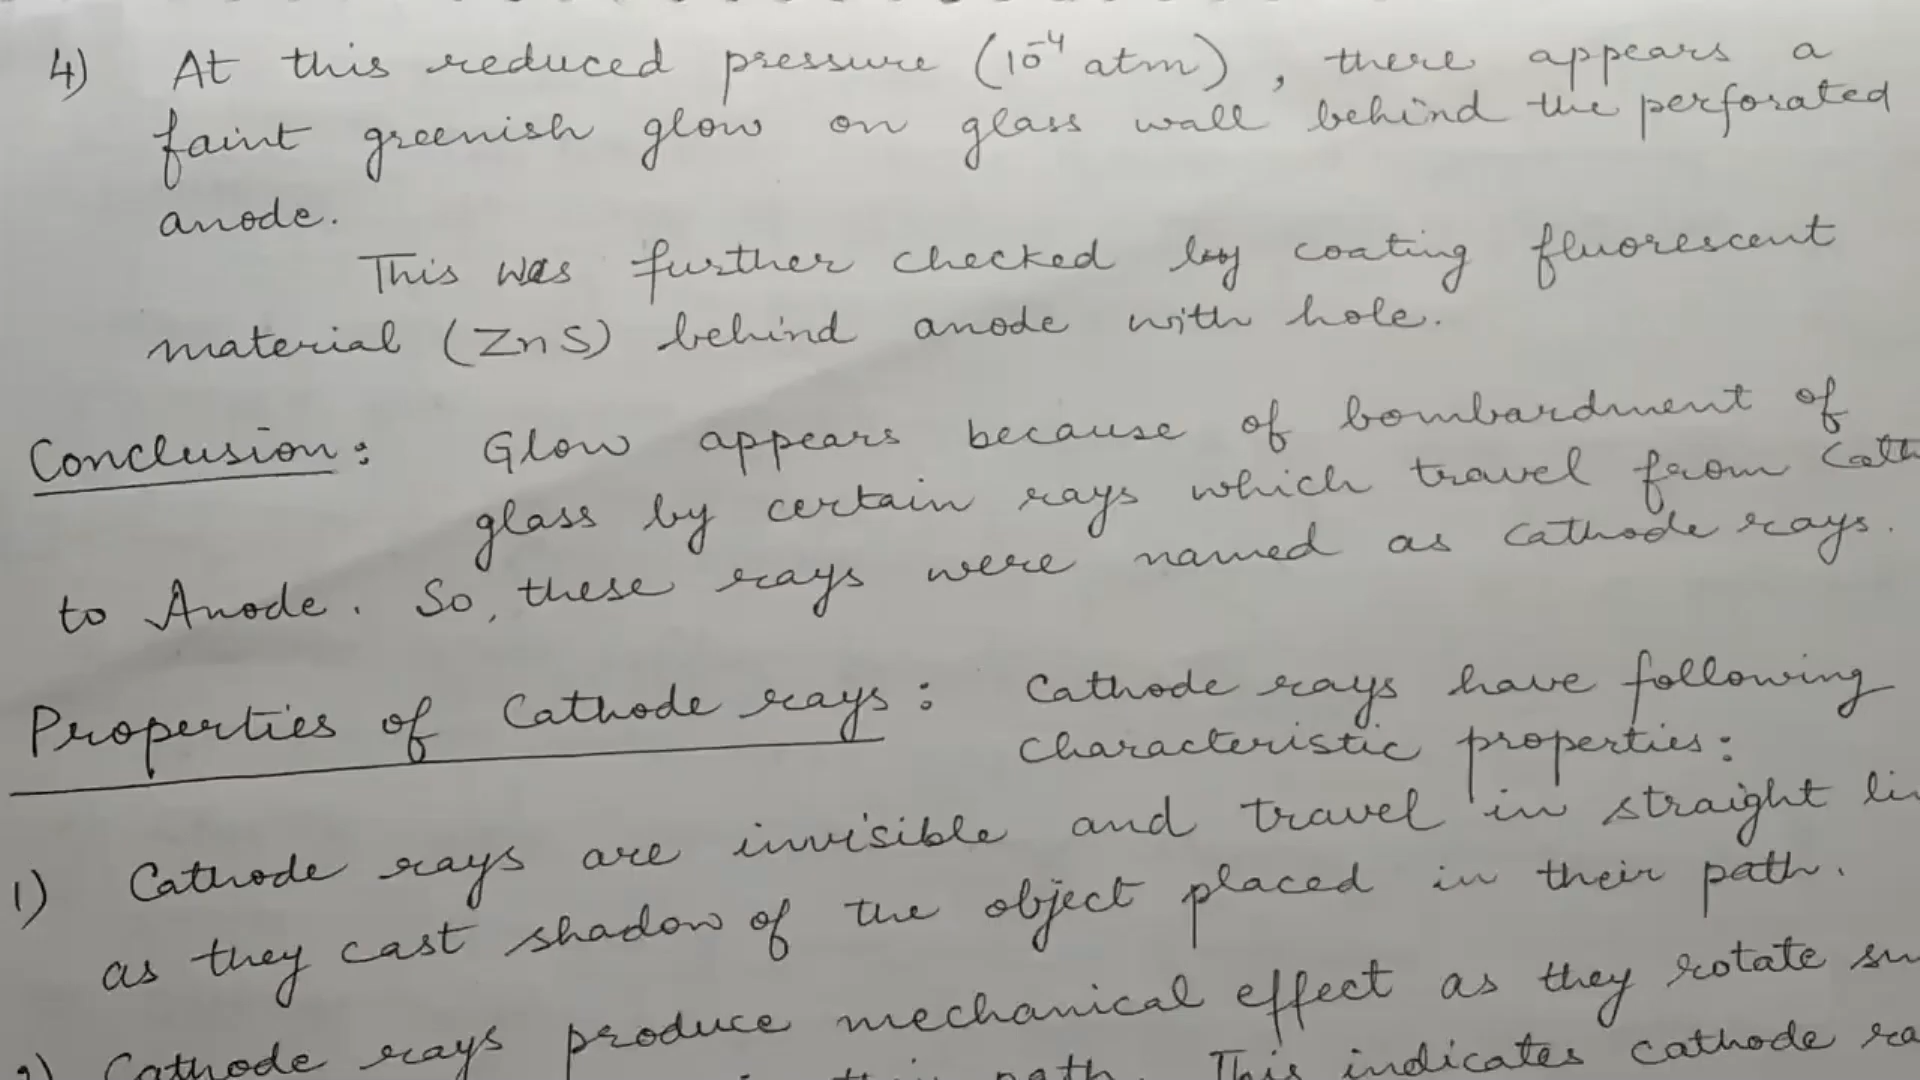 4) At this reduced pressure (10⁻⁴ atm), there appears a
faint greenish glow on glass wall behind the perforated
anode.
This was further checked by coating fluorescent
material (ZnS) behind anode with hole.
Conclusion: Glow appears because of bombardment of
glass by certain rays which travel from Cath
to Anode. So, these rays were named as cathode rays.
Properties of Cathode rays: Cathode rays have following
characteristic properties:
1) Cathode rays are invisible and travel in straight li
as they cast shadow of the object placed in their path.
2) Cathode rays produce mechanical effect as they rotate
path. This indicates cathode ra